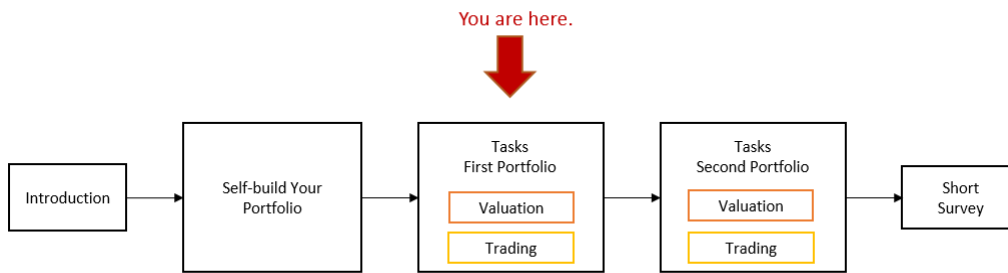 You are here.
Introduction
Self-build Your
Portfolio
Tasks
First Portfolio
Valuation
Trading
Tasks
Second Portfolio
Valuation
Trading
Short
Survey